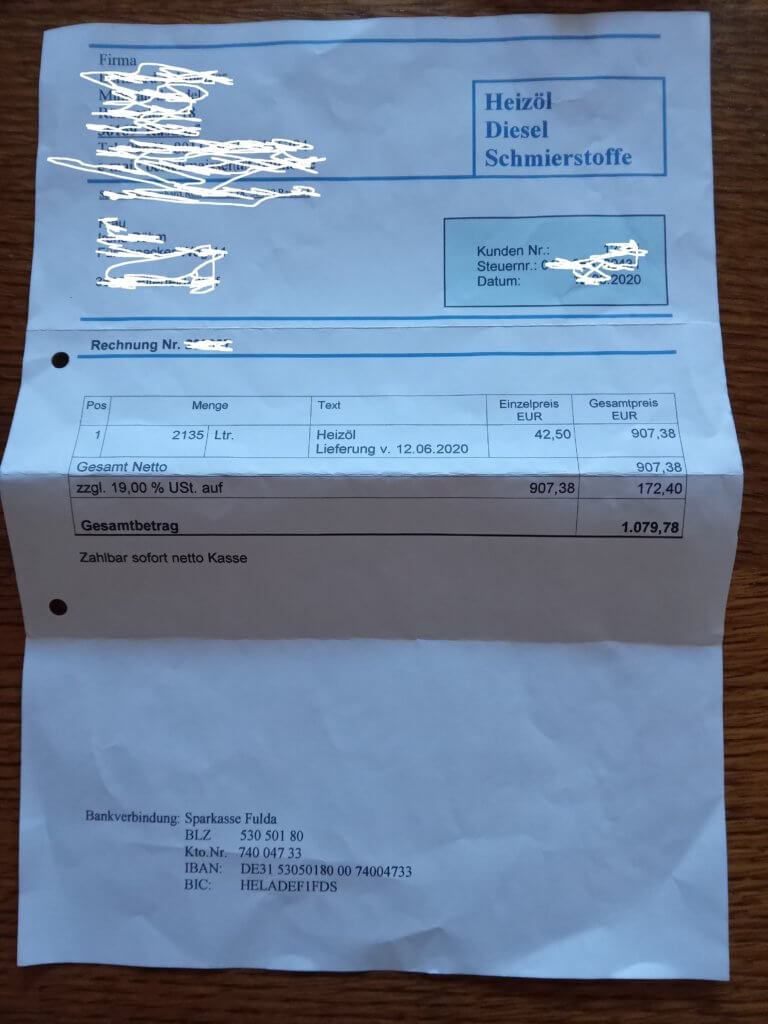 Firma
Heizöl
Diesel
Schmierstoffe
Kunden Nr.:
Steuernr.:
Datum: .2020
Rechnung Nr.
Pos Menge Text Einzelpreis EUR Gesamtpreis EUR
1 2135 Ltr. Heizöl 42,50 907,38
Lieferung v. 12.06.2020
Gesamt Netto 907,38
zzgl. 19,00 % USt. auf 907,38 172,40
Gesamtbetrag 1.079,78
Zahlbar sofort netto Kasse
Bankverbindung: Sparkasse Fulda
BLZ 530 501 80
Kto.Nr. 740 047 33
IBAN: DE31 53050180 00 74004733
BIC: HELADEF1FDS